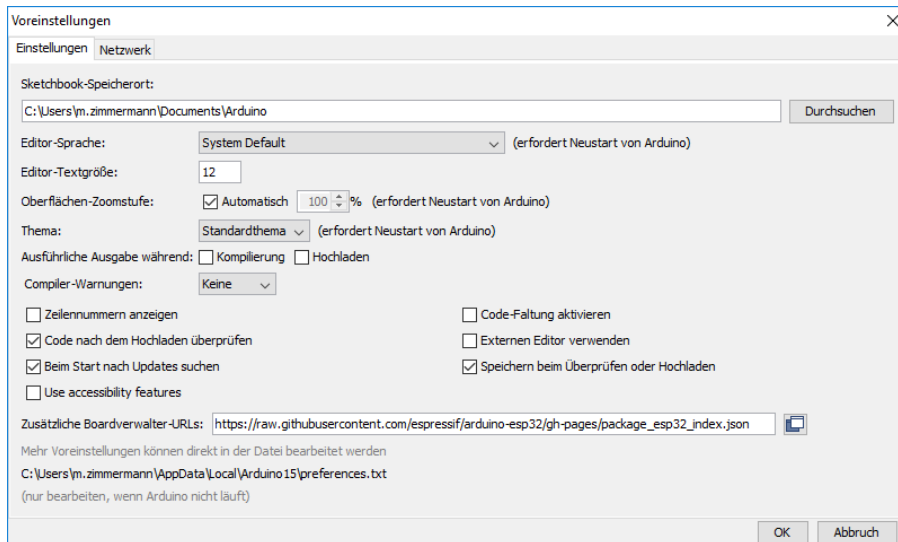 Voreinstellungen
Einstellungen Netzwerk
Sketchbook-Speicherort:
C:\Users\m.zimmermann\Documents\Arduino Durchsuchen
Editor-Sprache: System Default (erfordert Neustart von Arduino)
Editor-Textgröße: 12
Oberflächen-Zoomstufe: Automatisch 100 % (erfordert Neustart von Arduino)
Thema: Standardthema (erfordert Neustart von Arduino)
Ausführliche Ausgabe während: Kompilierung Hochladen
Compiler-Warnungen: Keine
Zeilennummern anzeigen Code-Faltung aktivieren
Code nach dem Hochladen überprüfen Externen Editor verwenden
Beim Start nach Updates suchen Speichern beim Überprüfen oder Hochladen
Use accessibility features
Zusätzliche Boardverwalter-URLs: https://raw.githubusercontent.com/espressif/arduino-esp32/gh-pages/package_esp32_index.json
Mehr Voreinstellungen können direkt in der Datei bearbeitet werden
C:\Users\m.zimmermann\AppData\Local\Arduino15\preferences.txt
(nur bearbeiten, wenn Arduino nicht läuft)
OK Abbruch